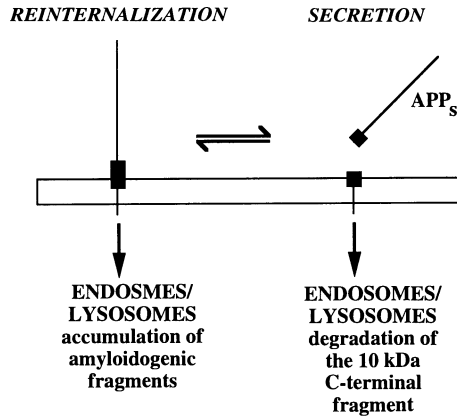 REINTERNALIZATION
SECRETION
APPs
ENDOSMES/
LYSOSOMES
accumulation of
amyloidogenic
fragments
ENDOSOMES/
LYSOSOMES
degradation of
the 10 kDa
C-terminal
fragment